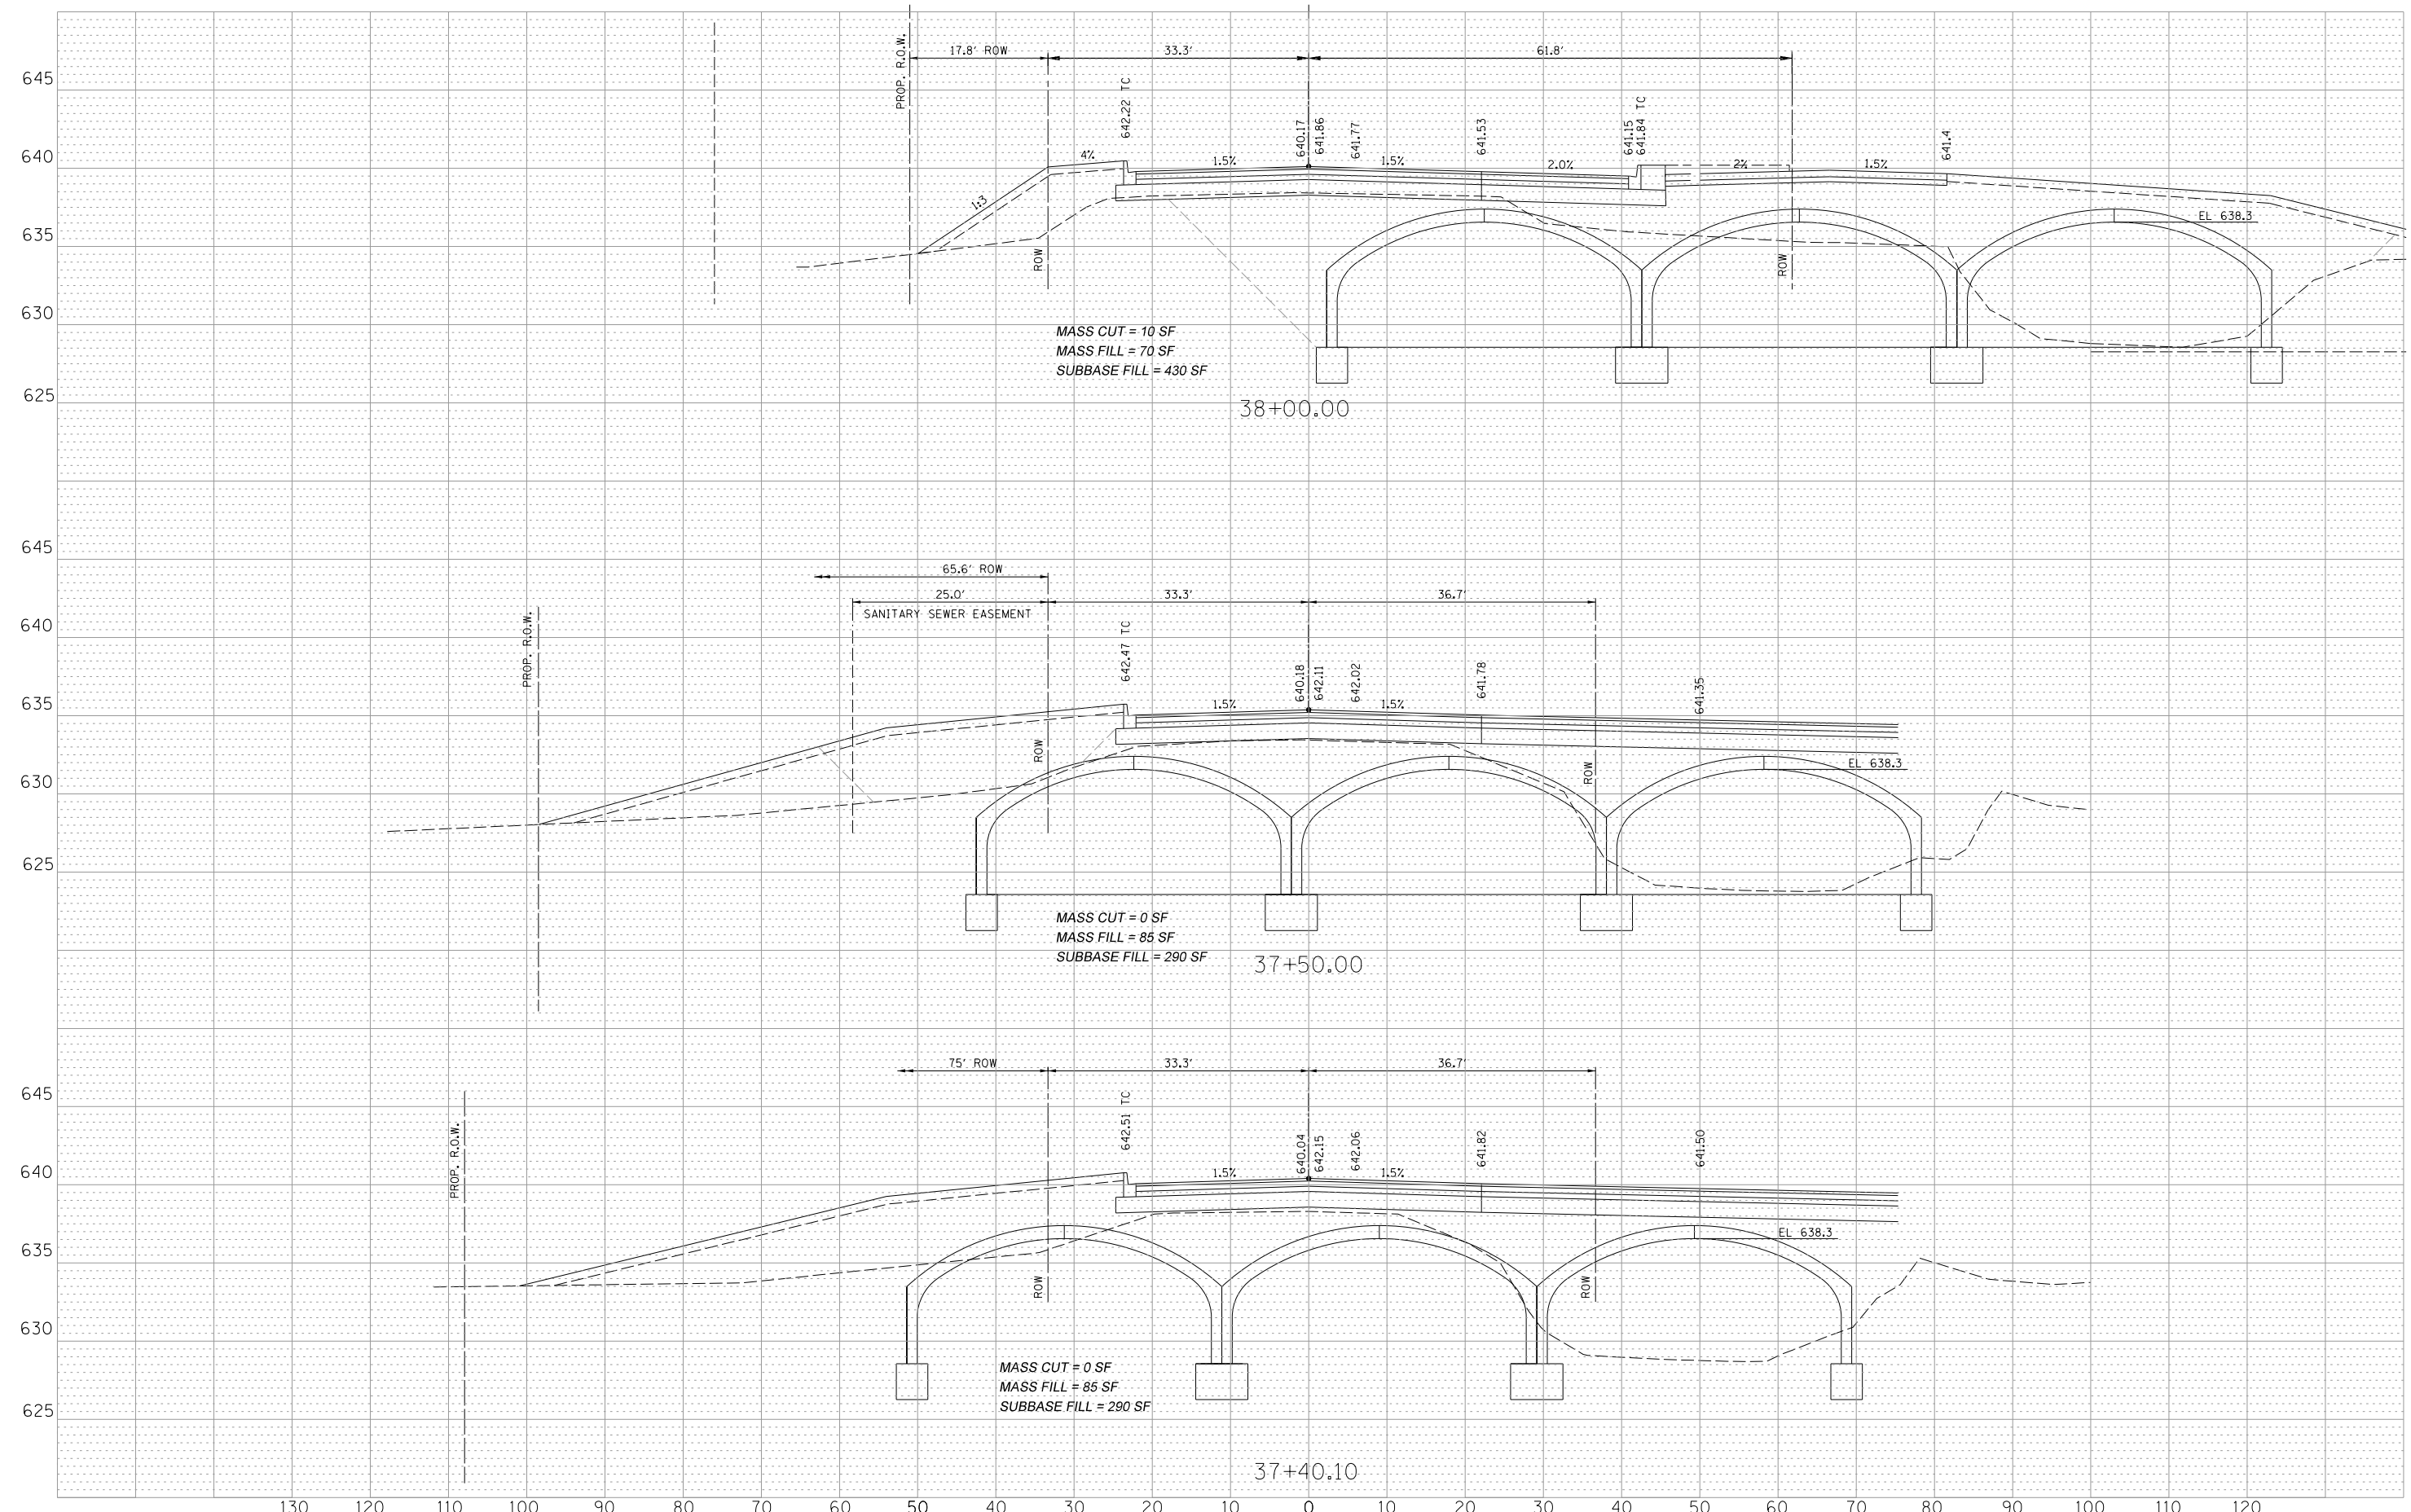 PROP. R.O.W.
17.8' ROW
33.3'
61.8'
645
642.22 TC
640.17
641.86
641.77
641.53
641.15
641.84 TC
641.4
640
4%
1.5%
1.5%
2.0%
2%
1.5%
1:3
635
ROW
ROW
EL 638.3
630
MASS CUT = 10 SF
MASS FILL = 70 SF
SUBBASE FILL = 430 SF
625
38+00.00
645
65.6' ROW
25.0'
33.3'
36.7'
SANITARY SEWER EASEMENT
640
PROP. R.O.W.
642.47 TC
640.18
642.11
642.02
641.78
641.35
635
1.5%
1.5%
ROW
ROW
EL 638.3
630
625
MASS CUT = 0 SF
MASS FILL = 85 SF
SUBBASE FILL = 290 SF
37+50.00
75' ROW
33.3'
36.7'
645
PROP. R.O.W.
642.51 TC
640.04
642.15
642.06
641.82
641.50
640
1.5%
1.5%
635
EL 638.3
ROW
ROW
630
MASS CUT = 0 SF
MASS FILL = 85 SF
SUBBASE FILL = 290 SF
625
37+40.10
130 120 110 100 90 80 70 60 50 40 30 20 10 0 10 20 30 40 50 60 70 80 90 100 110 120